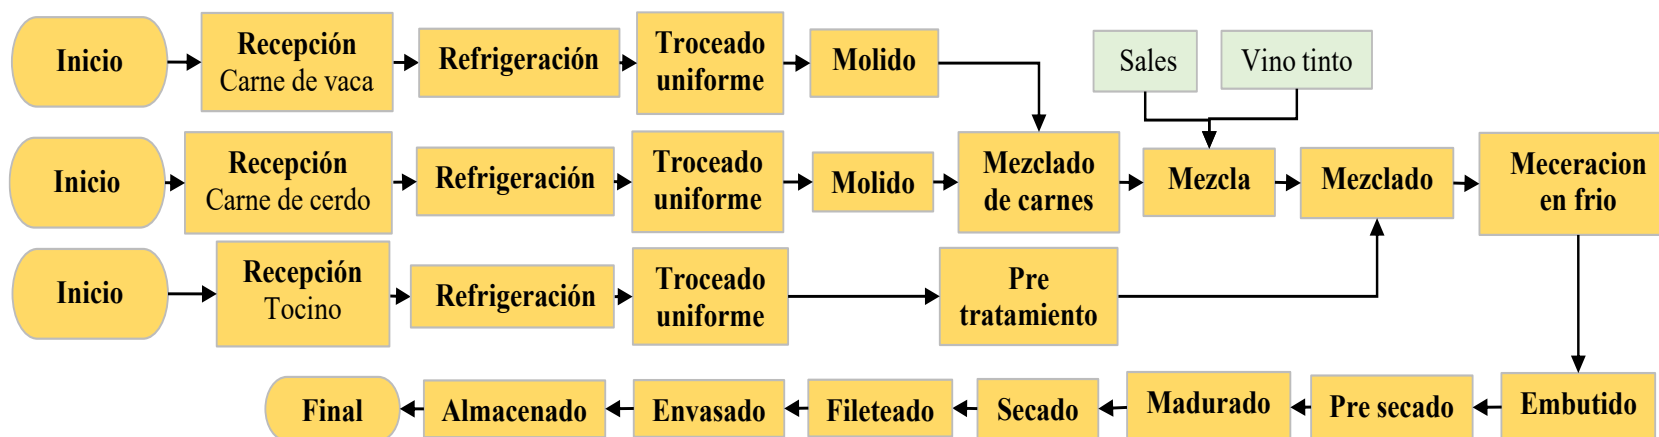 Inicio
Recepción
Carne de vaca
Refrigeración
Troceado
uniforme
Molido
Sales
Vino tinto
Inicio
Recepción
Carne de cerdo
Refrigeración
Troceado
uniforme
Molido
Mezclado
de carnes
Mezcla
Mezclado
Meceracion
en frio
Inicio
Recepción
Tocino
Refrigeración
Troceado
uniforme
Pre
tratamiento
Final
Almacenado
Envasado
Fileteado
Secado
Madurado
Pre secado
Embutido